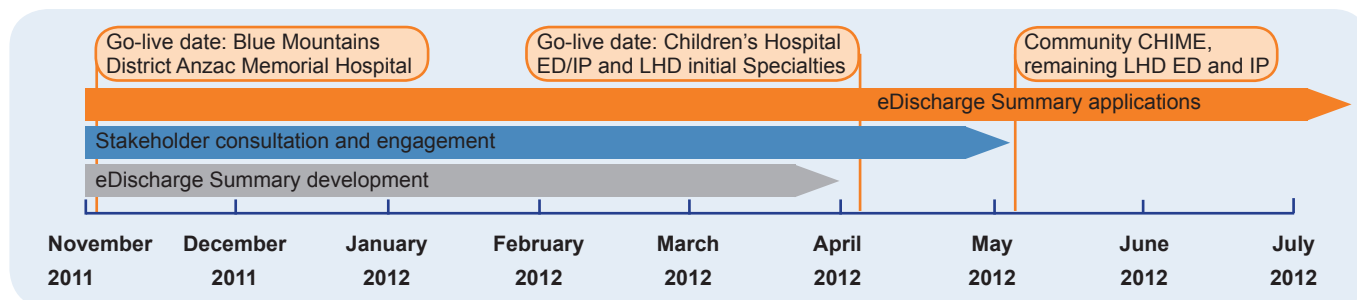 Go-live date: Blue Mountains
District Anzac Memorial Hospital
Go-live date: Children's Hospital
ED/IP and LHD initial Specialties
Community CHIME,
remaining LHD ED and IP
eDischarge Summary applications
Stakeholder consultation and engagement
eDischarge Summary development
November
2011
December
2011
January
2012
February
2012
March
2012
April
2012
May
2012
June
2012
July
2012